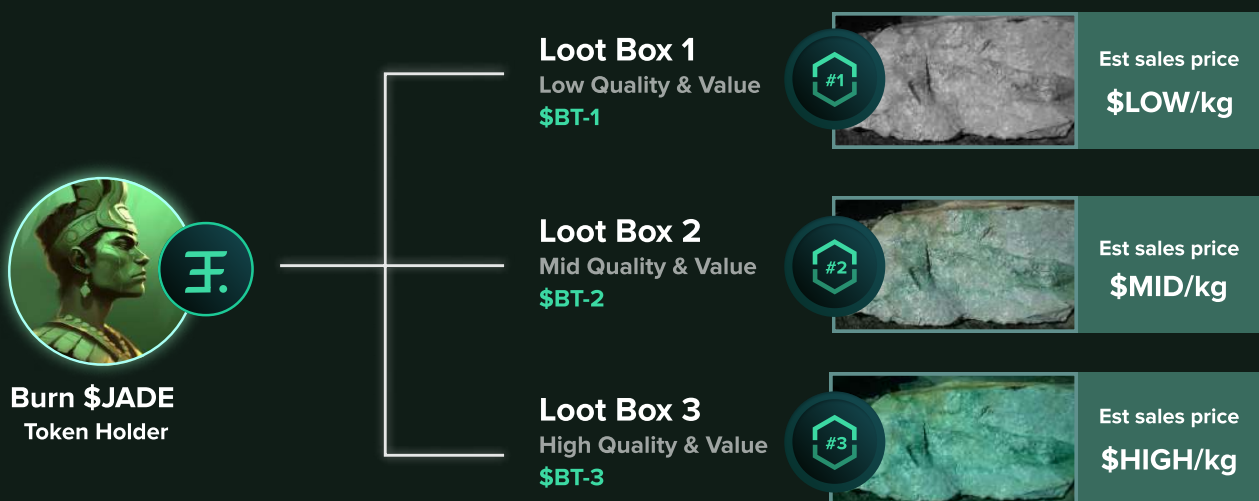 Loot Box 1
Low Quality & Value
$BT-1
#1
Est sales price
$LOW/kg
Burn $JADE
Token Holder
Loot Box 2
Mid Quality & Value
$BT-2
#2
Est sales price
$MID/kg
Loot Box 3
High Quality & Value
$BT-3
#3
Est sales price
$HIGH/kg